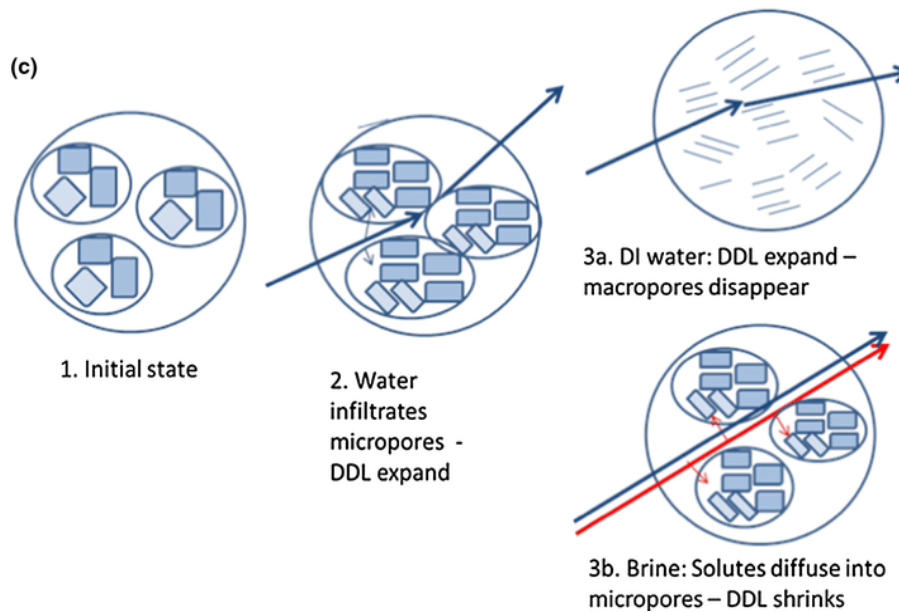 (c)
1. Initial state
2. Water
infiltrates
micropores -
DDL expand
3a. DI water: DDL expand –
macropores disappear
3b. Brine: Solutes diffuse into
micropores – DDL shrinks